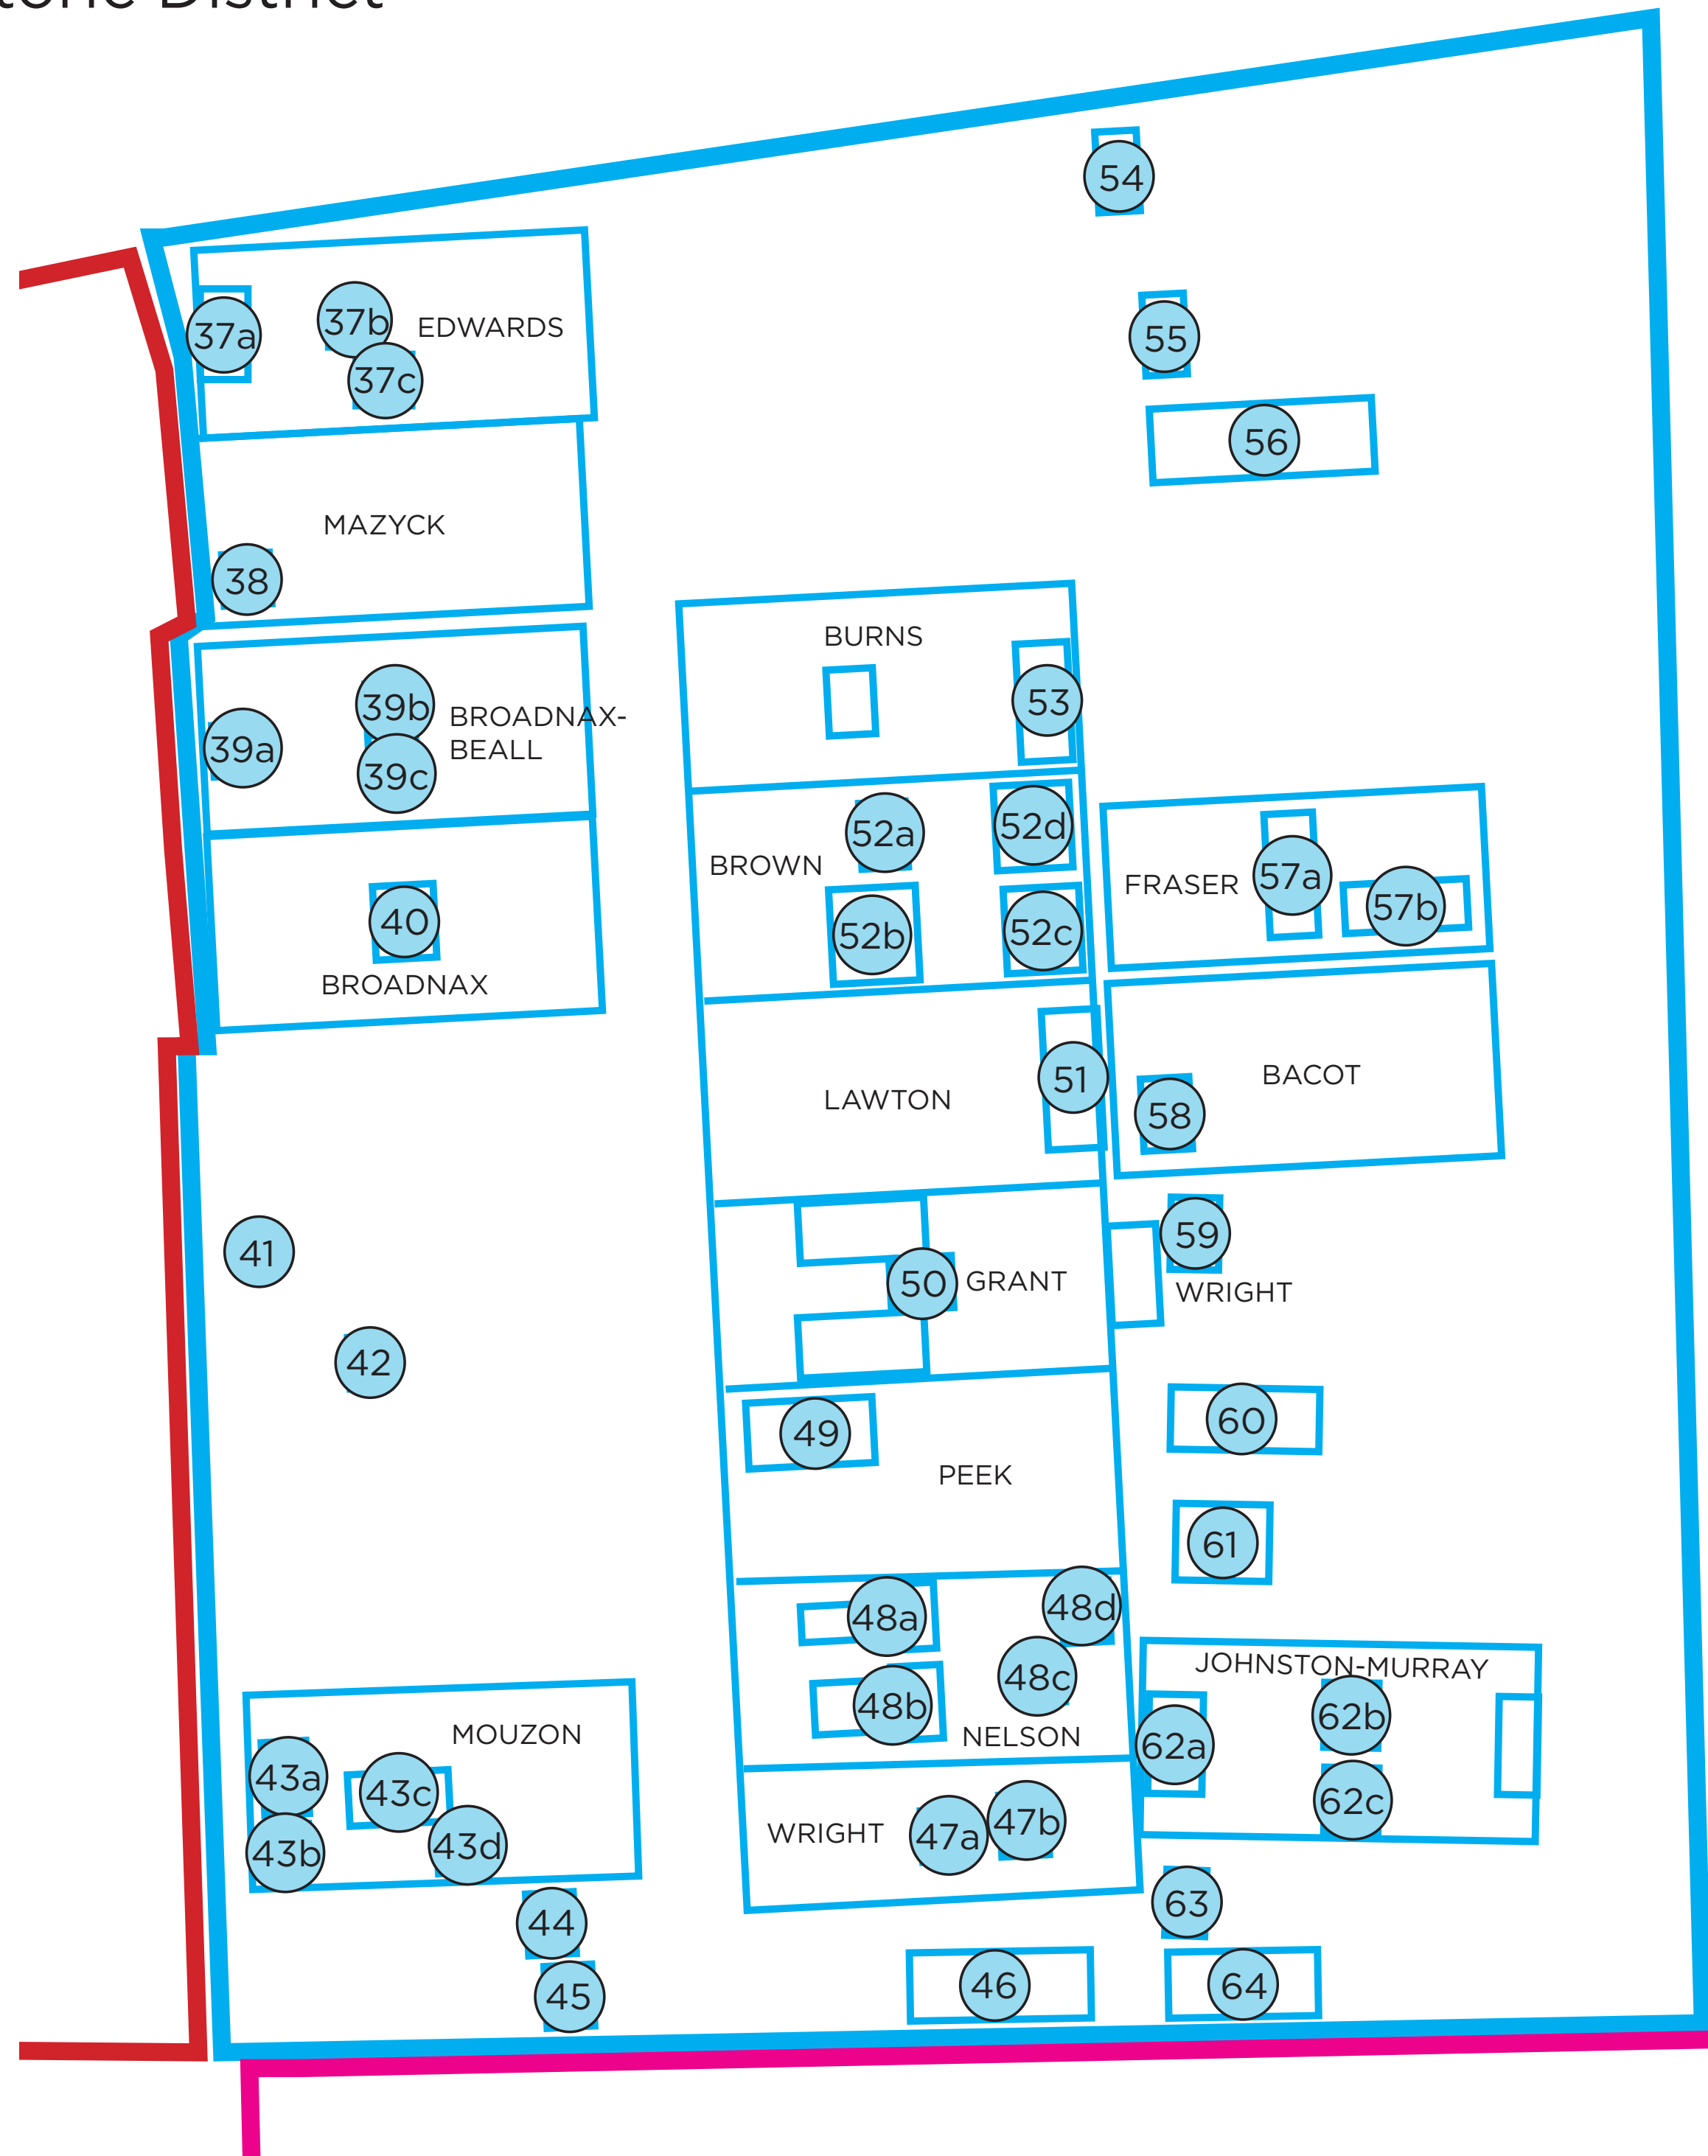 District
54
37a
37b
EDWARDS
37c
55
56
MAZYCK
38
BURNS
53
39a
39b
BROADNAX-
BEALL
39c
52a
52d
BROWN
52b
52c
FRASER
57a
57b
40
BROADNAX
LAWTON
51
BACOT
58
41
50
GRANT
59
WRIGHT
42
49
PEEK
60
61
48a
48d
48c
48b
NELSON
JOHNSTON-MURRAY
62a
62b
62c
MOUZON
43a
43c
43b
43d
WRIGHT
47a
47b
44
63
45
46
64